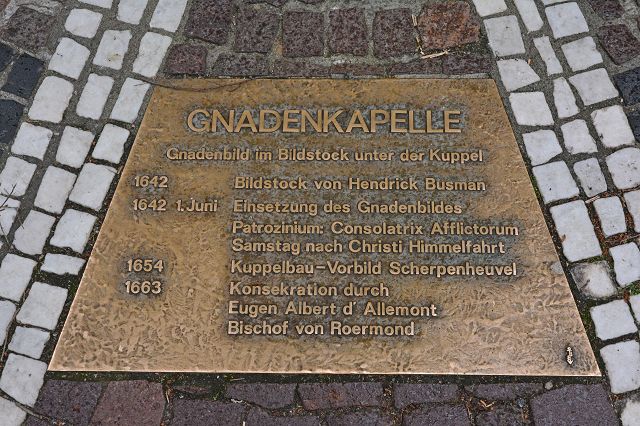 GNADENKAPELLE
Gnadenbild im Bildstock unter der Kuppel
1642 Bildstock von Hendrick Busman
1642 1. Juni Einsetzung des Gnadenbildes
Patrozinium: Consolatrix Afflictorum
Samstag nach Christi Himmelfahrt
1654 Kuppelbau-Vorbild Scherpenheuvel
1663 Konsekration durch
Eugen Albert d' Allemont
Bischof von Roermond